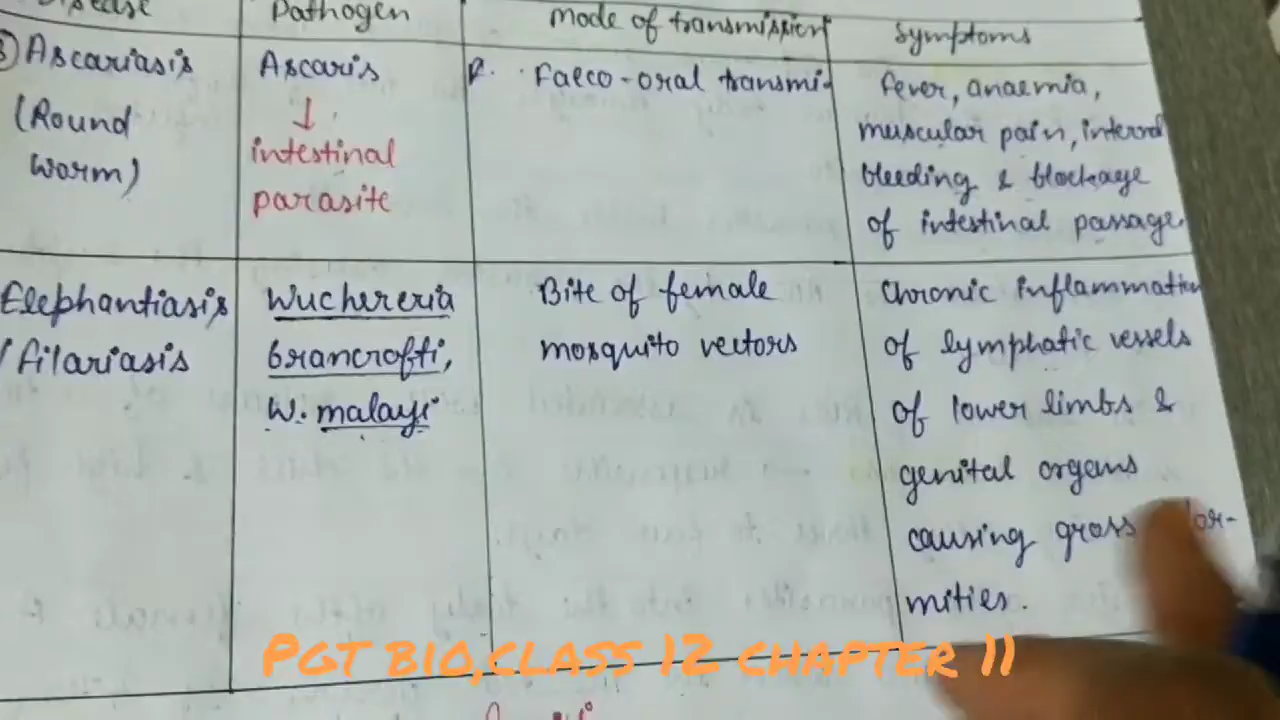 Disease Pathogen Mode of transmission Symptoms
Ascariasis
(Round
Worm)
Ascaris
intestinal
parasite
Faeco-oral transmi-
fever, anaemia,
muscular pain, internal
bleeding & blockage
of intestinal passage.
Elephantiasis
/filariasis
Wuchereria
brancrofti,
W. malayi
Bite of female
mosquito vectors
Chronic inflammation
of lymphatic vessels
of lower limbs &
genital organs
causing gross
mities.
PGT BIO,CLASS 12 CHAPTER 11